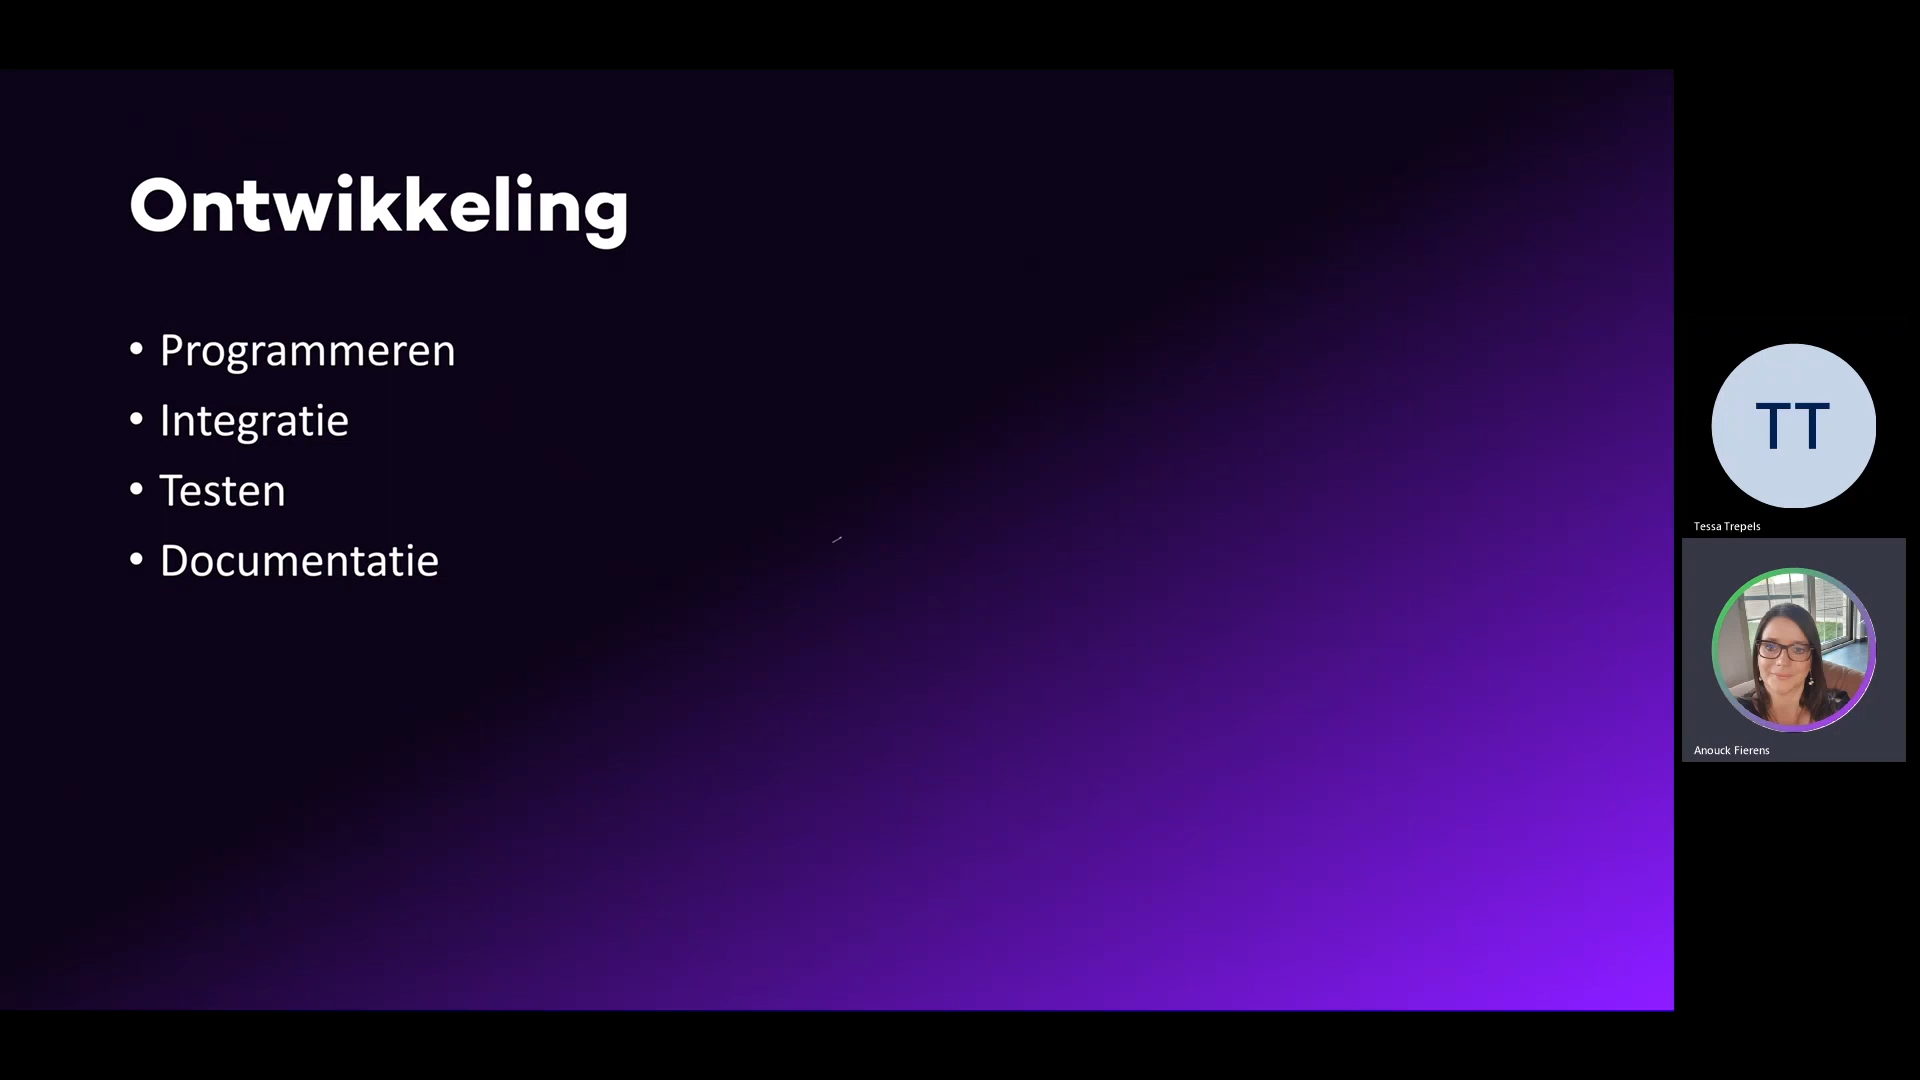 Ontwikkeling
• Programmeren
• Integratie
• Testen
• Documentatie
TT
Tessa Trepels
Anouck Fierens